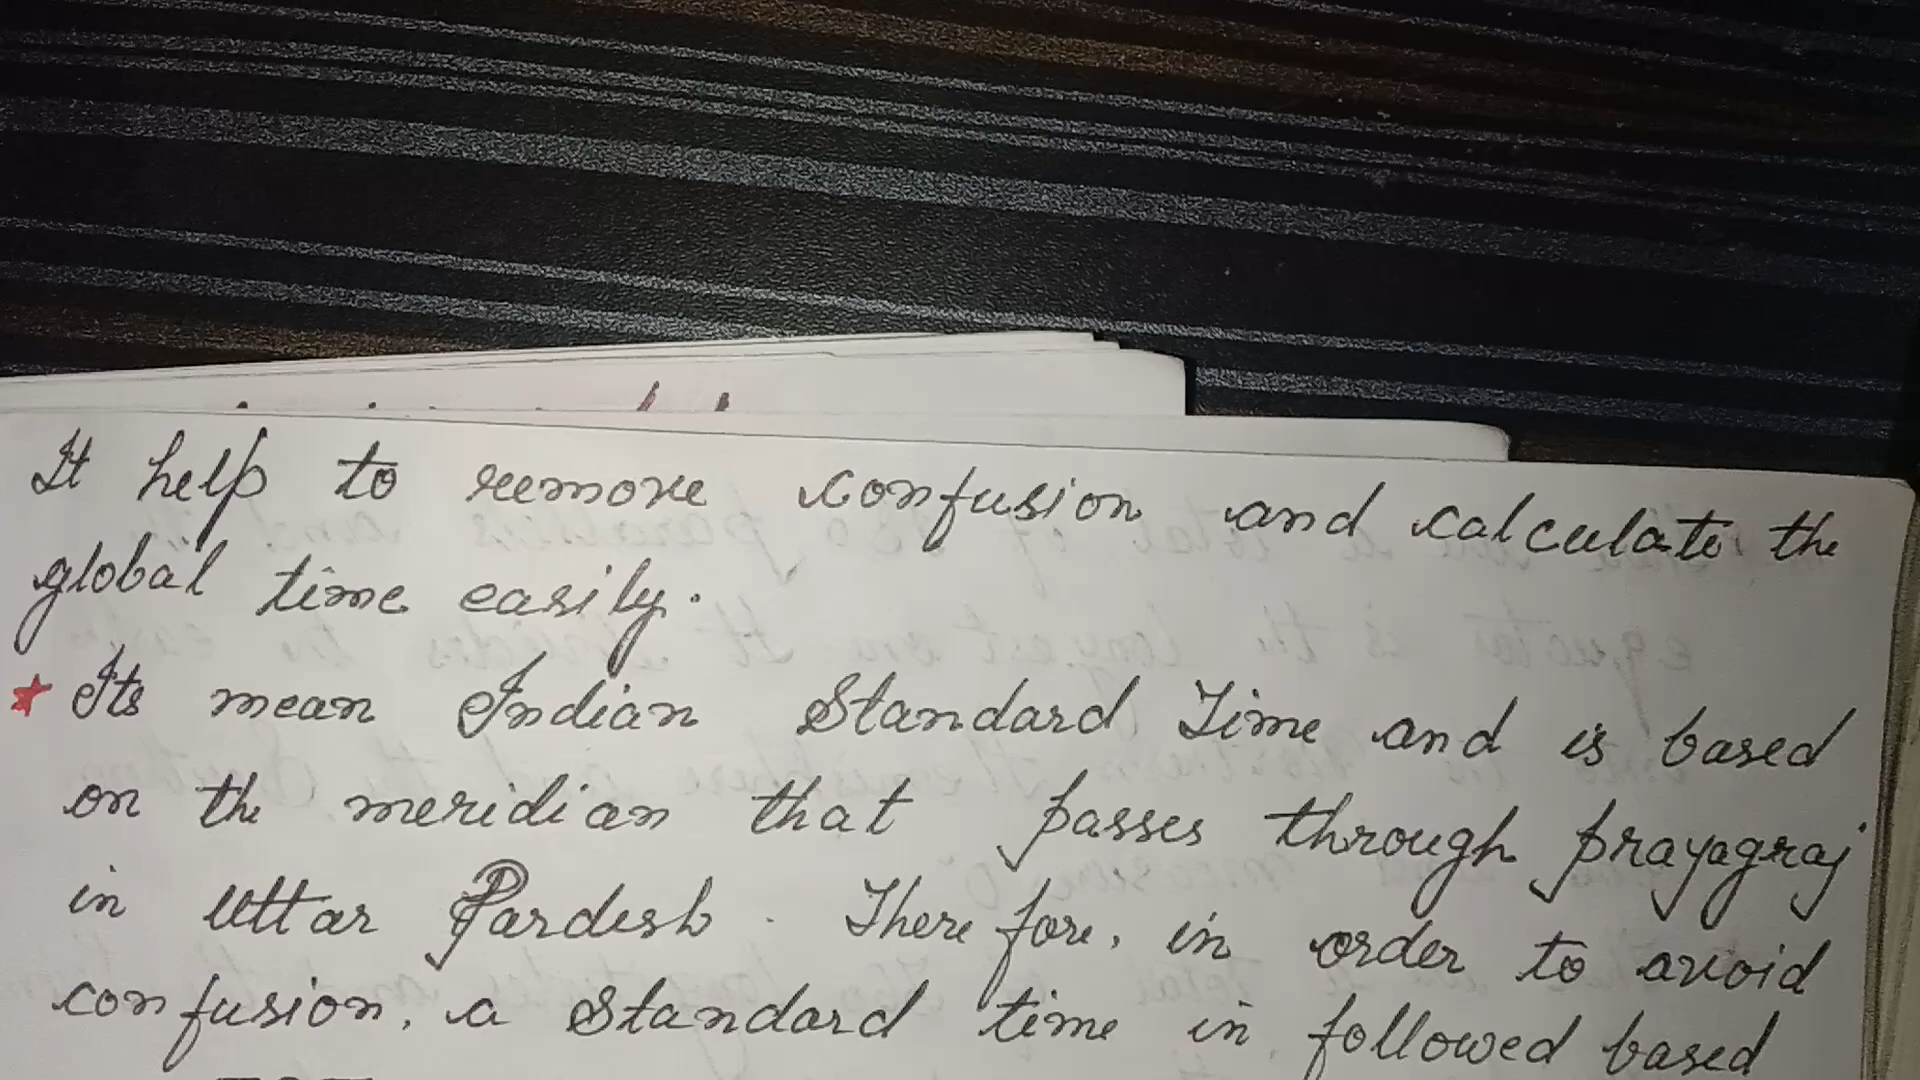 It help to remove confusion and calculate the
global time easily.
Its mean Indian Standard Time and is based
on the meridian that passes through prayagraj
in Uttar Pardesh. There fore, in order to avoid
confusion, a standard time in followed based